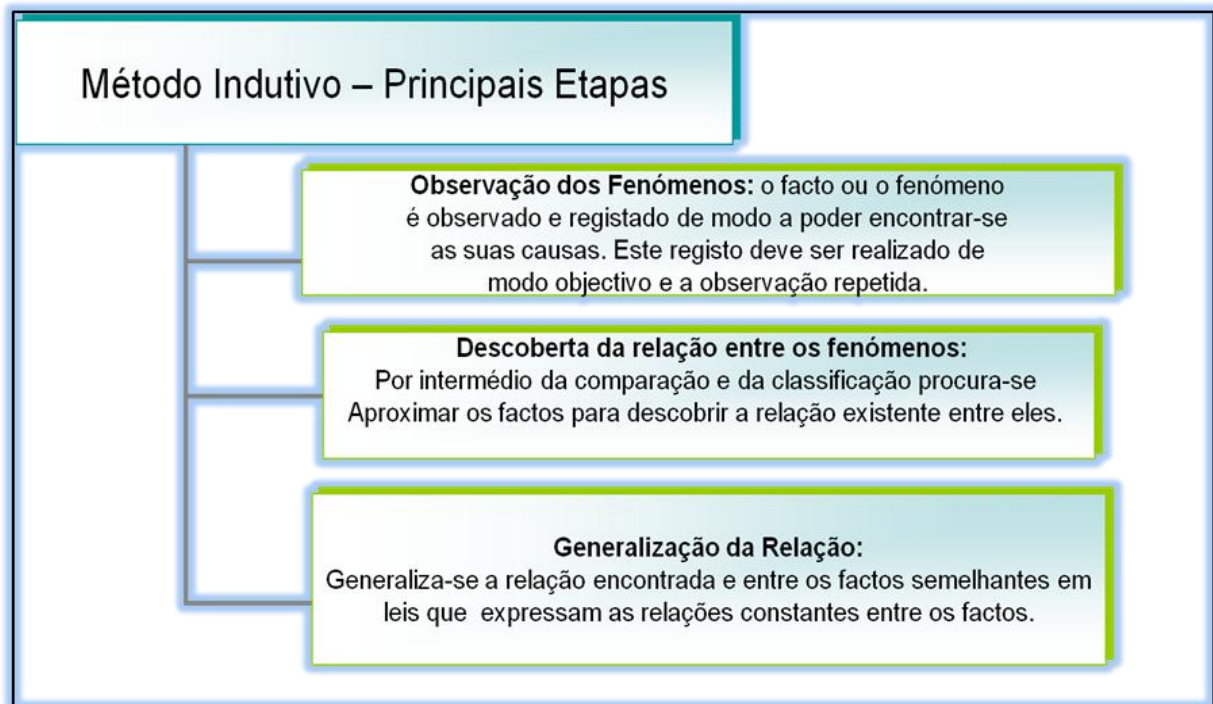 Método Indutivo – Principais Etapas
Observação dos Fenómenos: o facto ou o fenómeno
é observado e registado de modo a poder encontrar-se
as suas causas. Este registo deve ser realizado de
modo objectivo e a observação repetida.
Descoberta da relação entre os fenómenos:
Por intermédio da comparação e da classificação procura-se
Aproximar os factos para descobrir a relação existente entre eles.
Generalização da Relação:
Generaliza-se a relação encontrada e entre os factos semelhantes em
leis que expressam as relações constantes entre os factos.